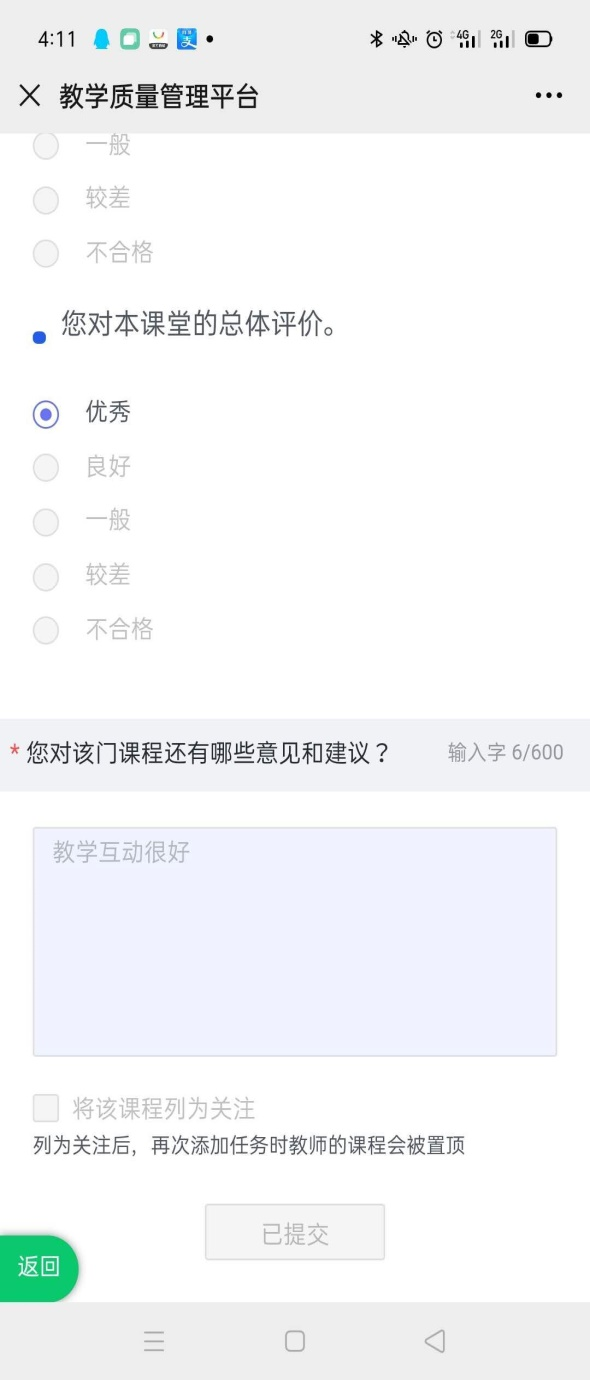 4:11 4G 2G
教学质量管理平台
一般
较差
不合格
您对本课堂的总体评价。
优秀
良好
一般
较差
不合格
* 您对该门课程还有哪些意见和建议？ 输入字 6/600
教学互动很好
将该课程列为关注
列为关注后，再次添加任务时教师的课程会被置顶
已提交
返回